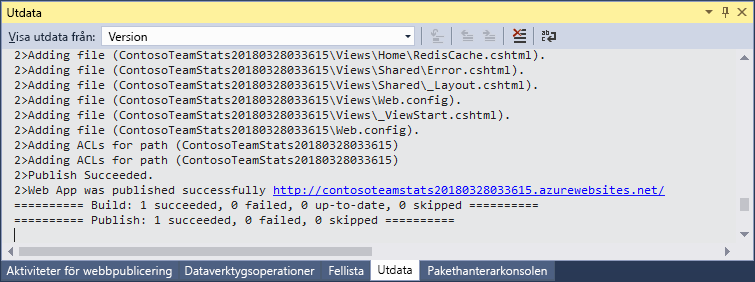 Utdata
Visa utdata från: Version
2>Adding file (ContosoTeamStats20180328033615\Views\Home\RedisCache.cshtml).
2>Adding file (ContosoTeamStats20180328033615\Views\Shared\Error.cshtml).
2>Adding file (ContosoTeamStats20180328033615\Views\Shared\_Layout.cshtml).
2>Adding file (ContosoTeamStats20180328033615\Views\Web.config).
2>Adding file (ContosoTeamStats20180328033615\Views\_ViewStart.cshtml).
2>Adding file (ContosoTeamStats20180328033615\Web.config).
2>Adding ACLs for path (ContosoTeamStats20180328033615)
2>Adding ACLs for path (ContosoTeamStats20180328033615)
2>Publish Succeeded.
2>Web App was published successfully http://contosoteamstats20180328033615.azurewebsites.net/
========== Build: 1 succeeded, 0 failed, 0 up-to-date, 0 skipped ==========
========== Publish: 1 succeeded, 0 failed, 0 skipped ==========
Aktiviteter för webbpublicering Dataverktygsoperationer Fellista Utdata Pakethanterarkonsolen